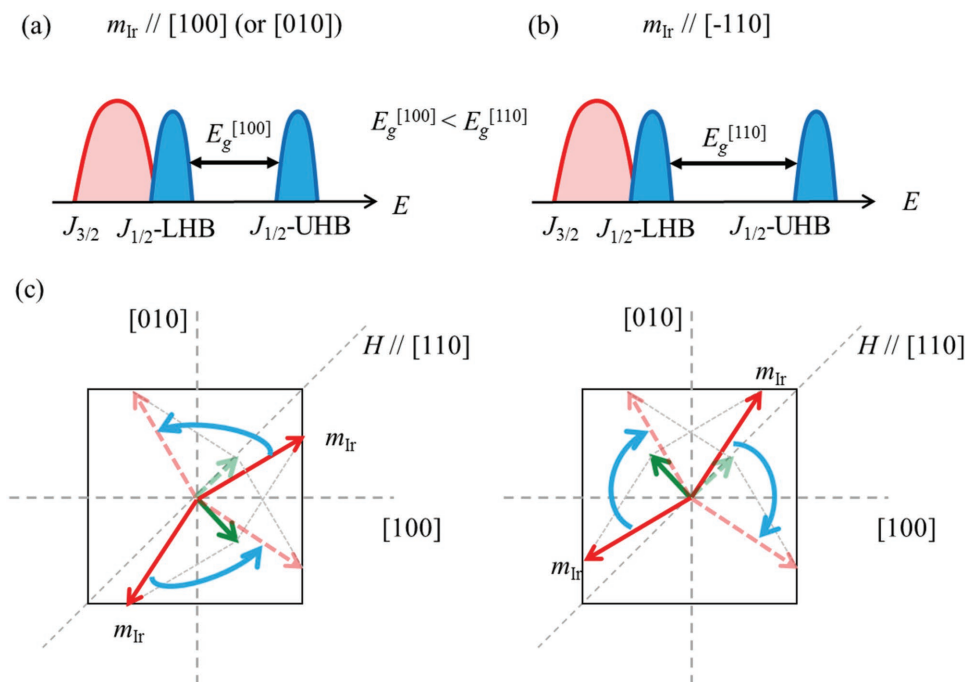 (a) m_Ir // [100] (or [010])
(b) m_Ir // [-110]
E_g^[100]
E_g^[100] < E_g^[110]
E_g^[110]
E
E
J_3/2 J_1/2-LHB J_1/2-UHB
J_3/2 J_1/2-LHB J_1/2-UHB
(c)
[010]
H // [110]
m_Ir
[100]
m_Ir
[010]
H // [110]
m_Ir
[100]
m_Ir